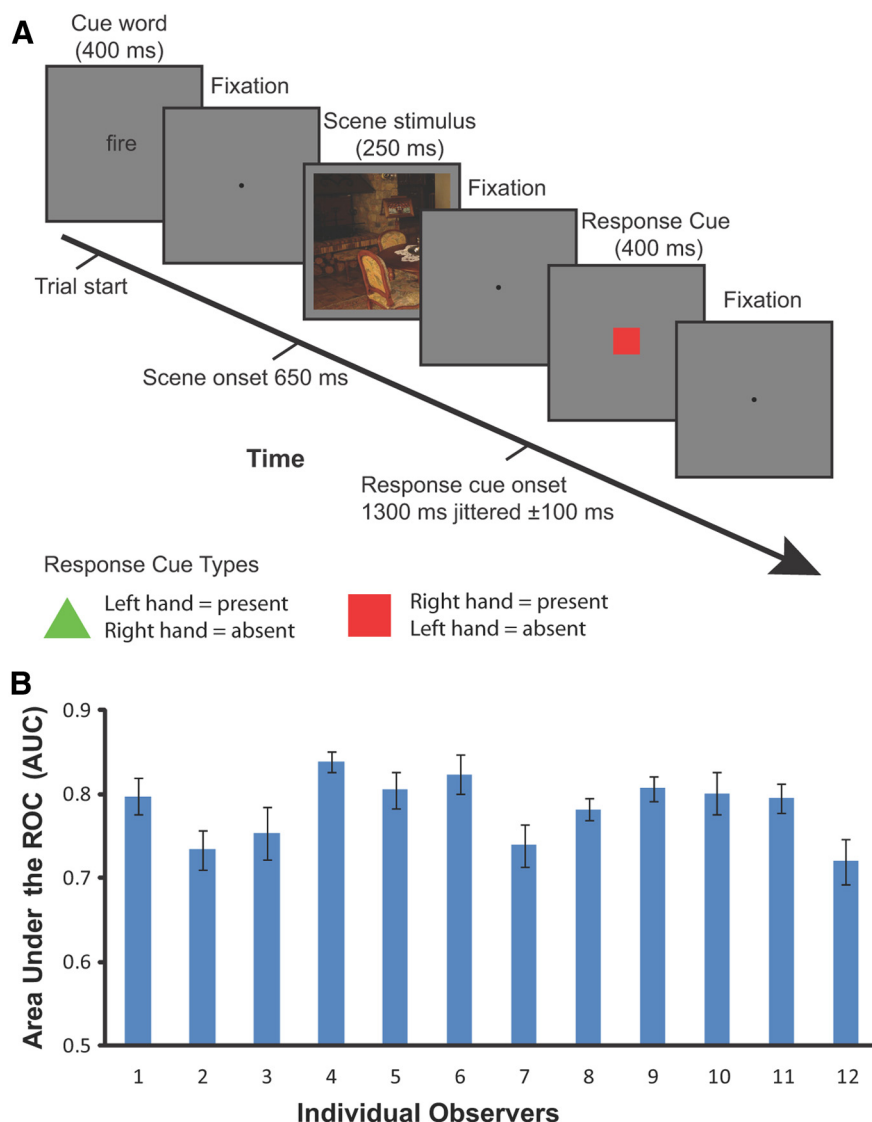 A
Cue word
(400 ms)
fire
Fixation
Scene stimulus
(250 ms)
Fixation
Response Cue
(400 ms)
Fixation
Trial start
Scene onset 650 ms
Time
Response cue onset
1300 ms jittered ±100 ms
Response Cue Types
Left hand = present
Right hand = absent
Right hand = present
Left hand = absent
B
Area Under the ROC (AUC)
0.9
0.8
0.7
0.6
0.5
1 2 3 4 5 6 7 8 9 10 11 12
Individual Observers